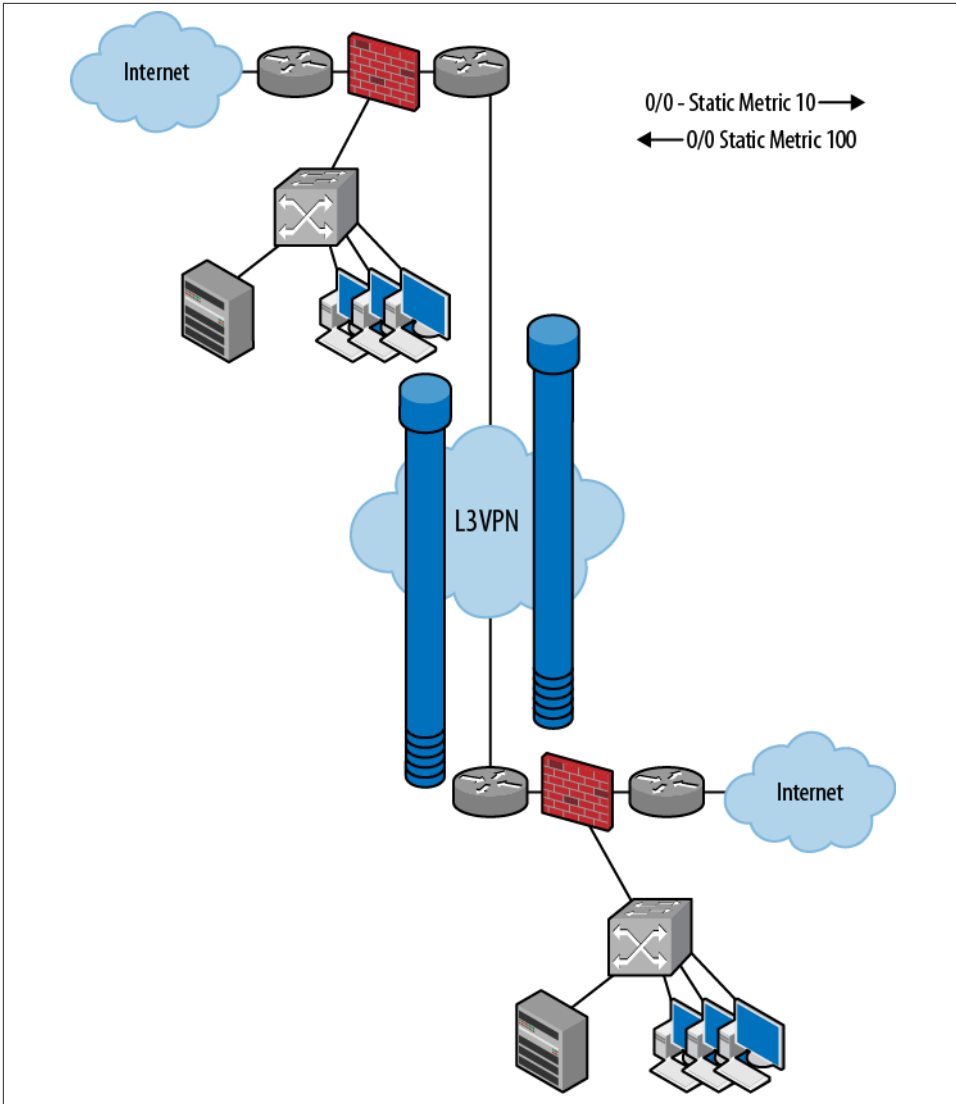 Internet
0/0 - Static Metric 10
0/0 Static Metric 100
L3VPN
Internet